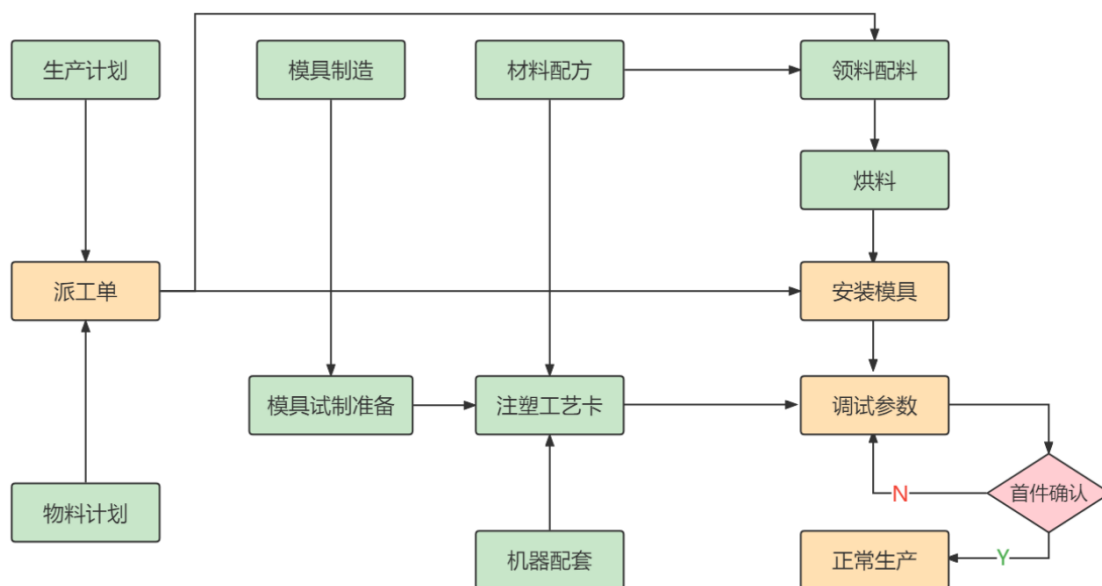 生产计划
模具制造
材料配方
领料配料
烘料
派工单
安装模具
模具试制准备
注塑工艺卡
调试参数
物料计划
N
首件确认
机器配套
正常生产
Y